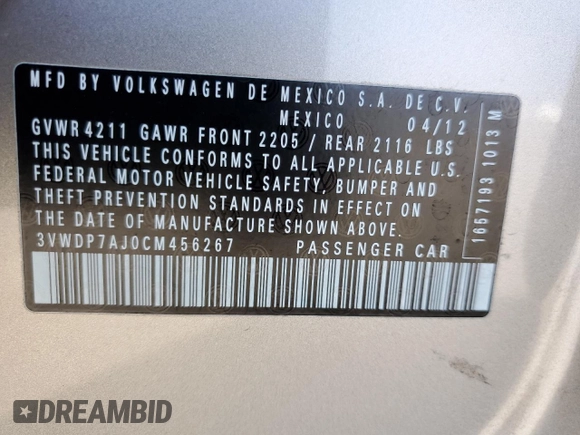 MFD BY VOLKSWAGEN DE MEXICO S.A. DE C.V.
MEXICO 04/12
GVWR 4211 GAWR FRONT 2205 / REAR 2116 LBS
THIS VEHICLE CONFORMS TO ALL APPLICABLE U.S.
FEDERAL MOTOR VEHICLE SAFETY, BUMPER AND
THEFT PREVENTION STANDARDS IN EFFECT ON
THE DATE OF MANUFACTURE SHOWN ABOVE.
3VWDP7AJ0CM456267 PASSENGER CAR
1657193 1013 M
DREAMBID